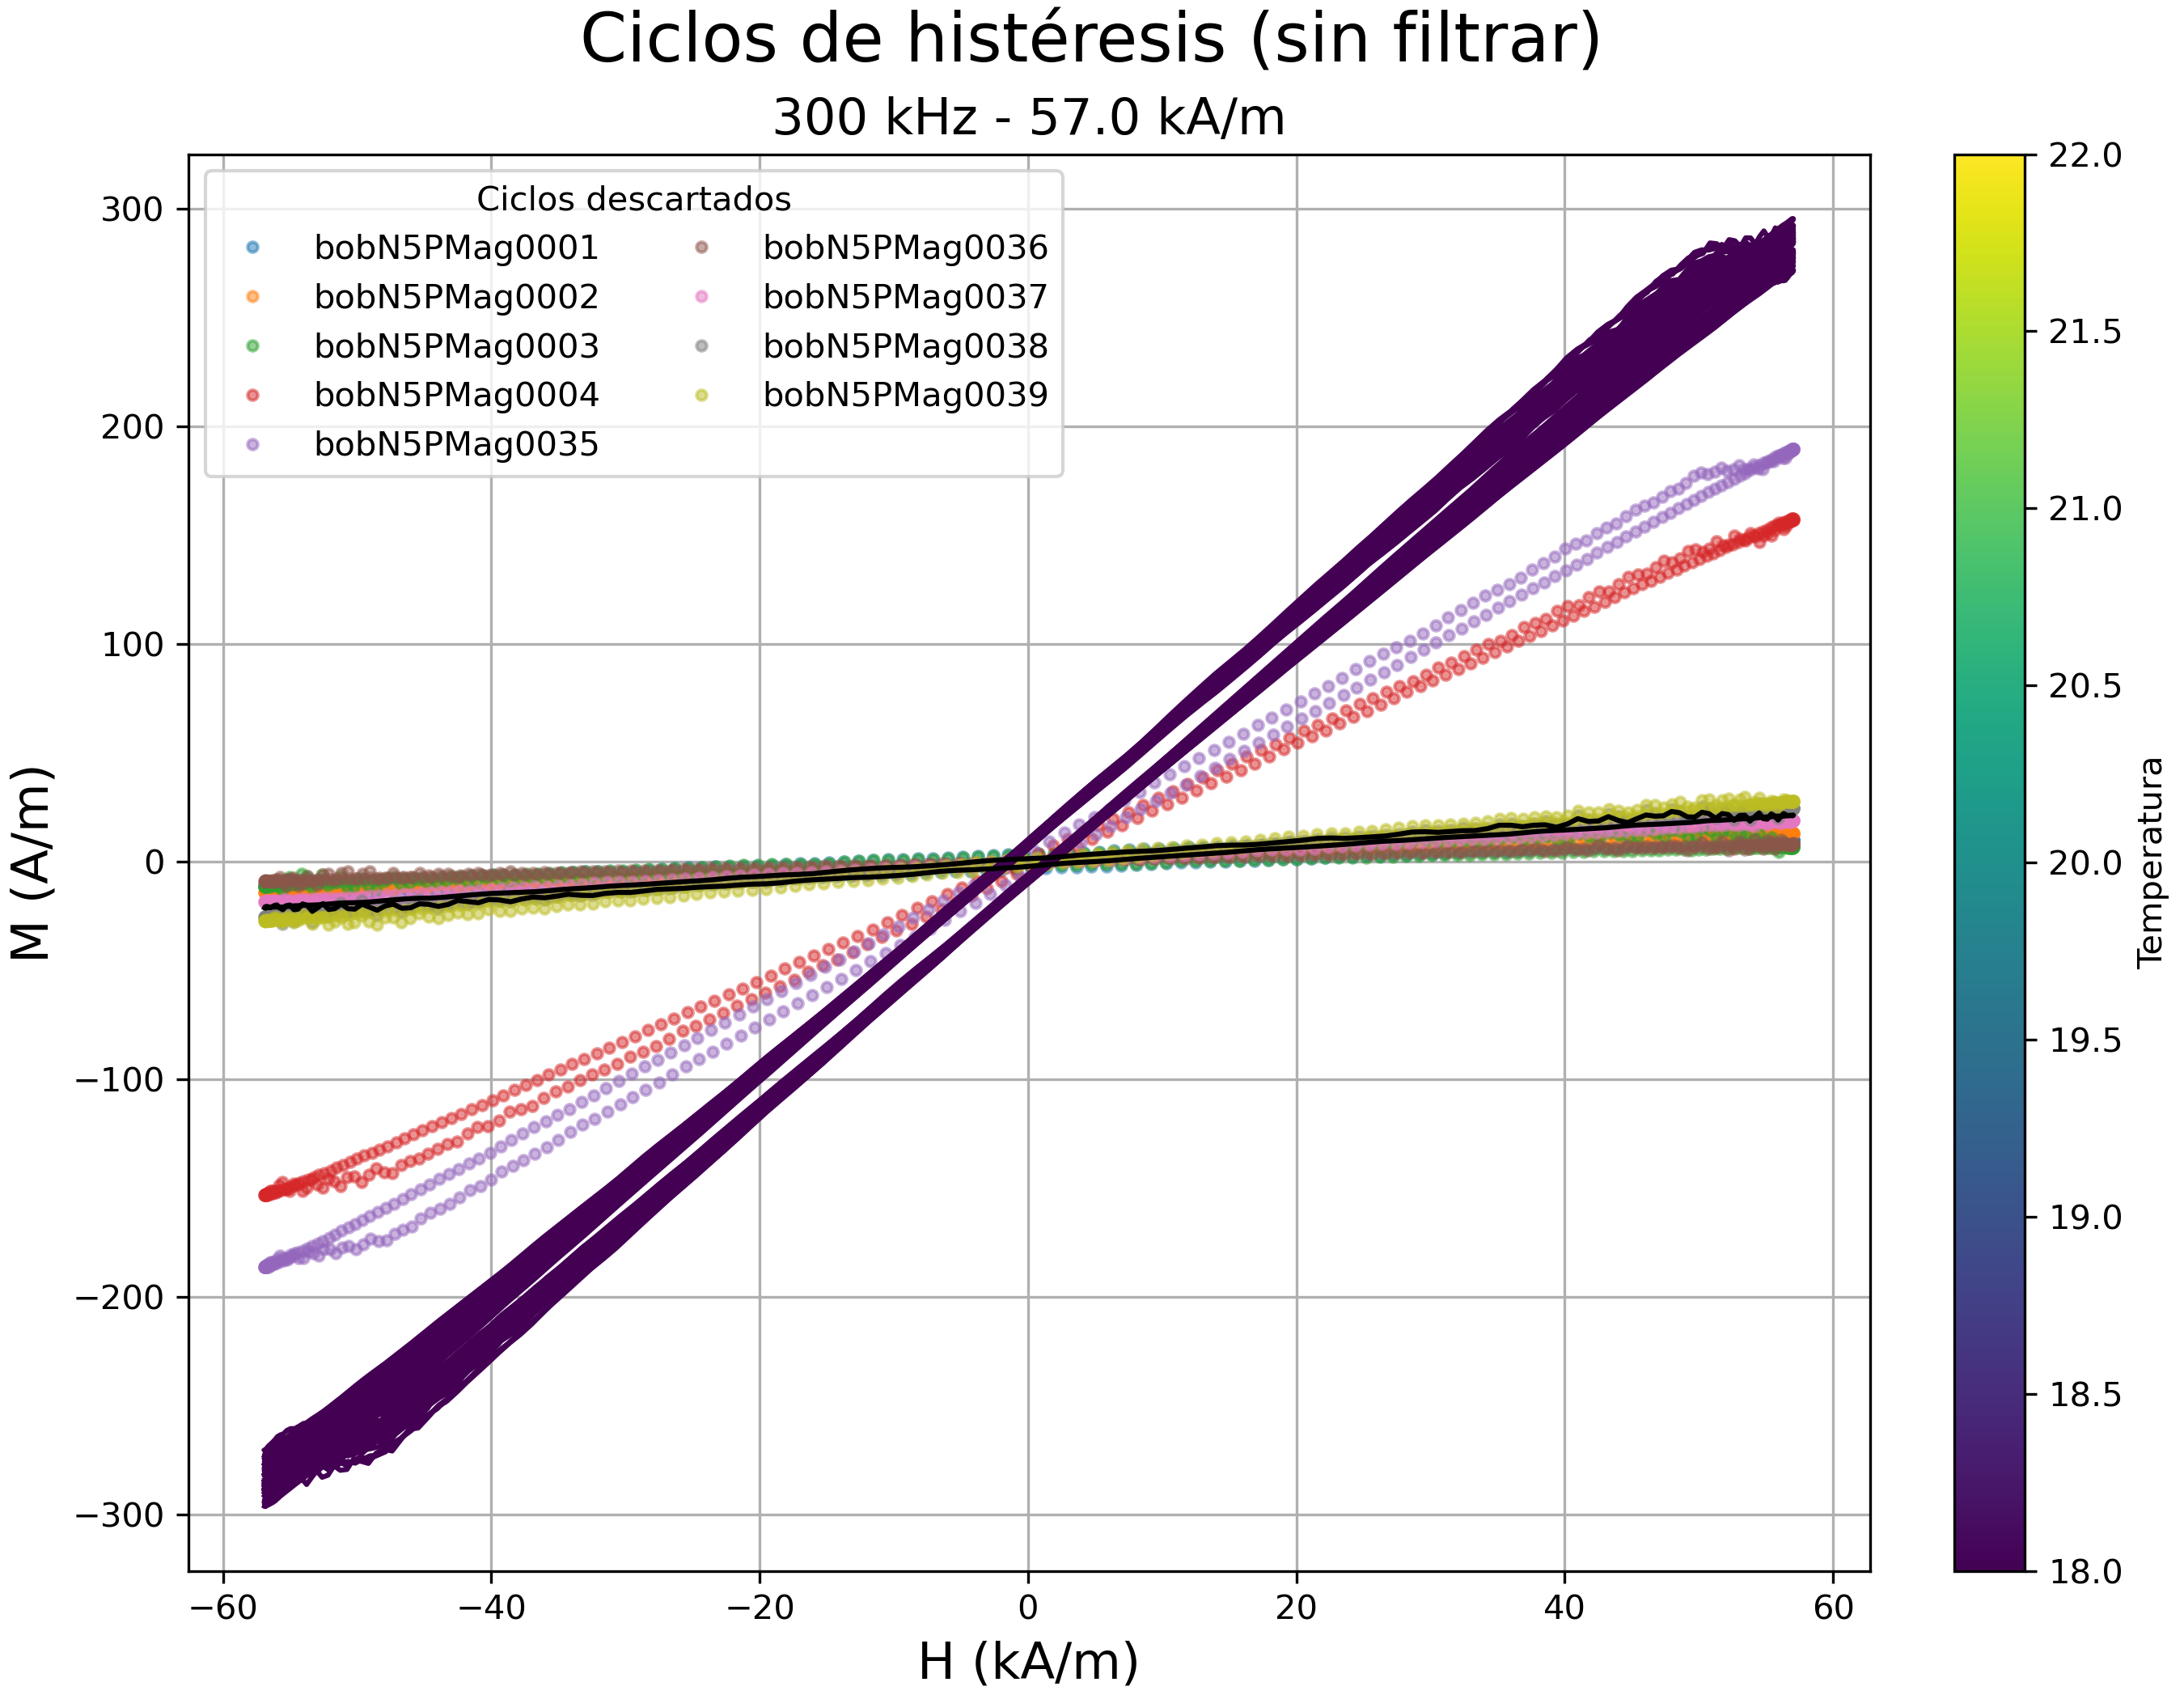 Ciclos de histéresis (sin filtrar)
300 kHz - 57.0 kA/m
Ciclos descartados
bobN5PMag0001
bobN5PMag0002
bobN5PMag0003
bobN5PMag0004
bobN5PMag0035
bobN5PMag0036
bobN5PMag0037
bobN5PMag0038
bobN5PMag0039
M (A/m)
300
200
100
0
−100
−200
−300
−60
−40
−20
0
20
40
60
H (kA/m)
22.0
21.5
21.0
20.5
20.0
19.5
19.0
18.5
18.0
Temperatura